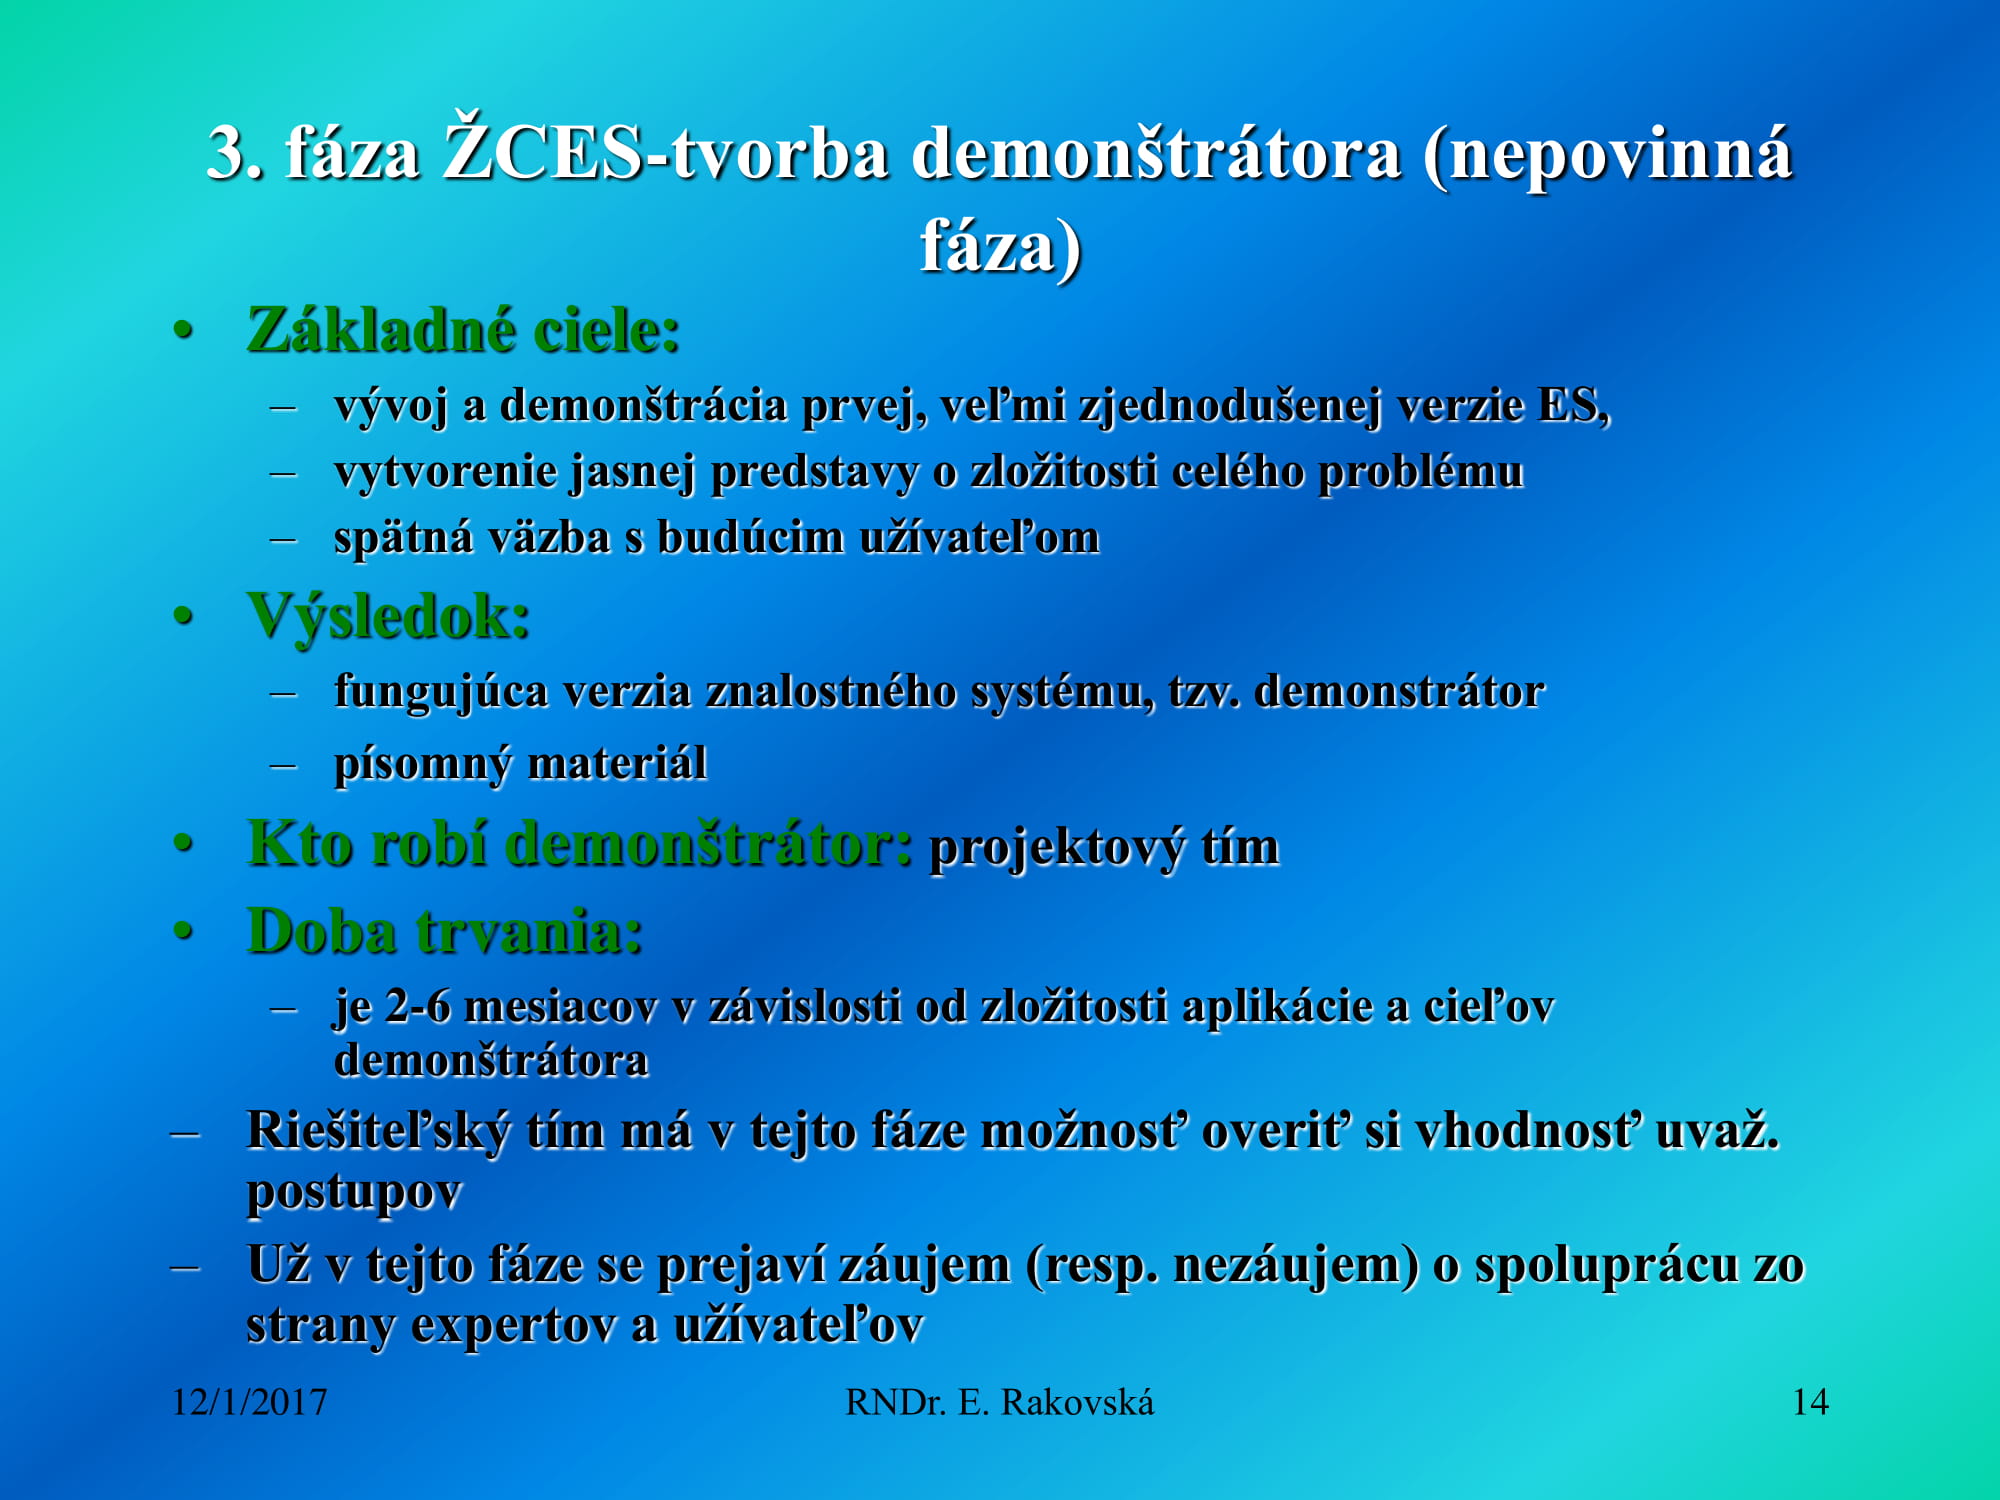 3. fáza ŽCES-tvorba demonštrátora (nepovinná
fáza)
• Základné ciele:
– vývoj a demonštrácia prvej, veľmi zjednodušenej verzie ES,
– vytvorenie jasnej predstavy o zložitosti celého problému
– spätná väzba s budúcim užívateľom
• Výsledok:
– fungujúca verzia znalostného systému, tzv. demonstrátor
– písomný materiál
• Kto robí demonštrátor: projektový tím
• Doba trvania:
– je 2-6 mesiacov v závislosti od zložitosti aplikácie a cieľov
demonštrátora
– Riešiteľský tím má v tejto fáze možnosť overiť si vhodnosť uvaž.
postupov
– Už v tejto fáze se prejaví záujem (resp. nezáujem) o spoluprácu zo
strany expertov a užívateľov
12/1/2017
RNDr. E. Rakovská
14